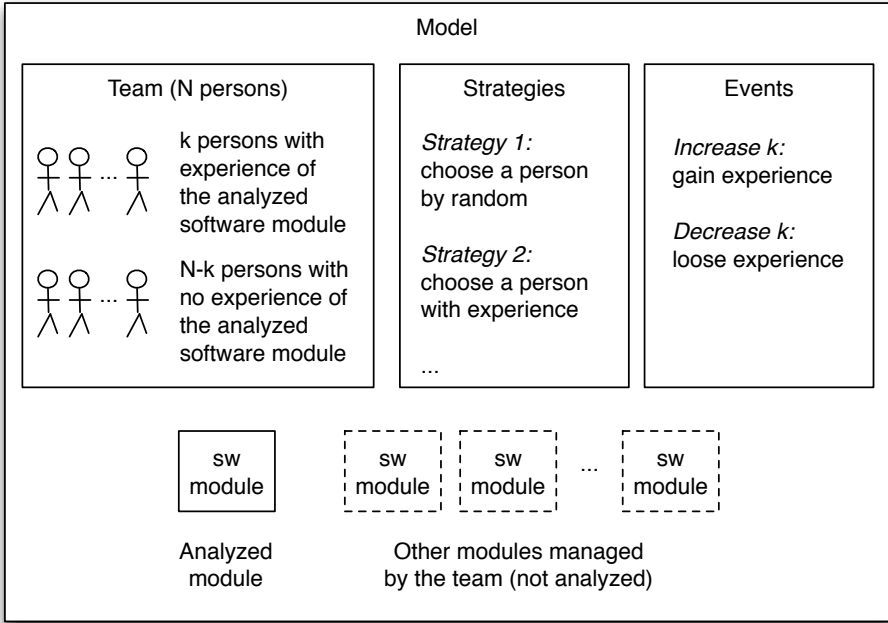 Model
Team (N persons)
k persons with
experience of
the analyzed
software module
...
N-k persons with
no experience of
the analyzed
software module
...
Strategies
Strategy 1:
choose a person
by random
Strategy 2:
choose a person
with experience
...
Events
Increase k:
gain experience
Decrease k:
loose experience
sw
module
Analyzed
module
sw
module
sw
module
...
sw
module
Other modules managed
by the team (not analyzed)